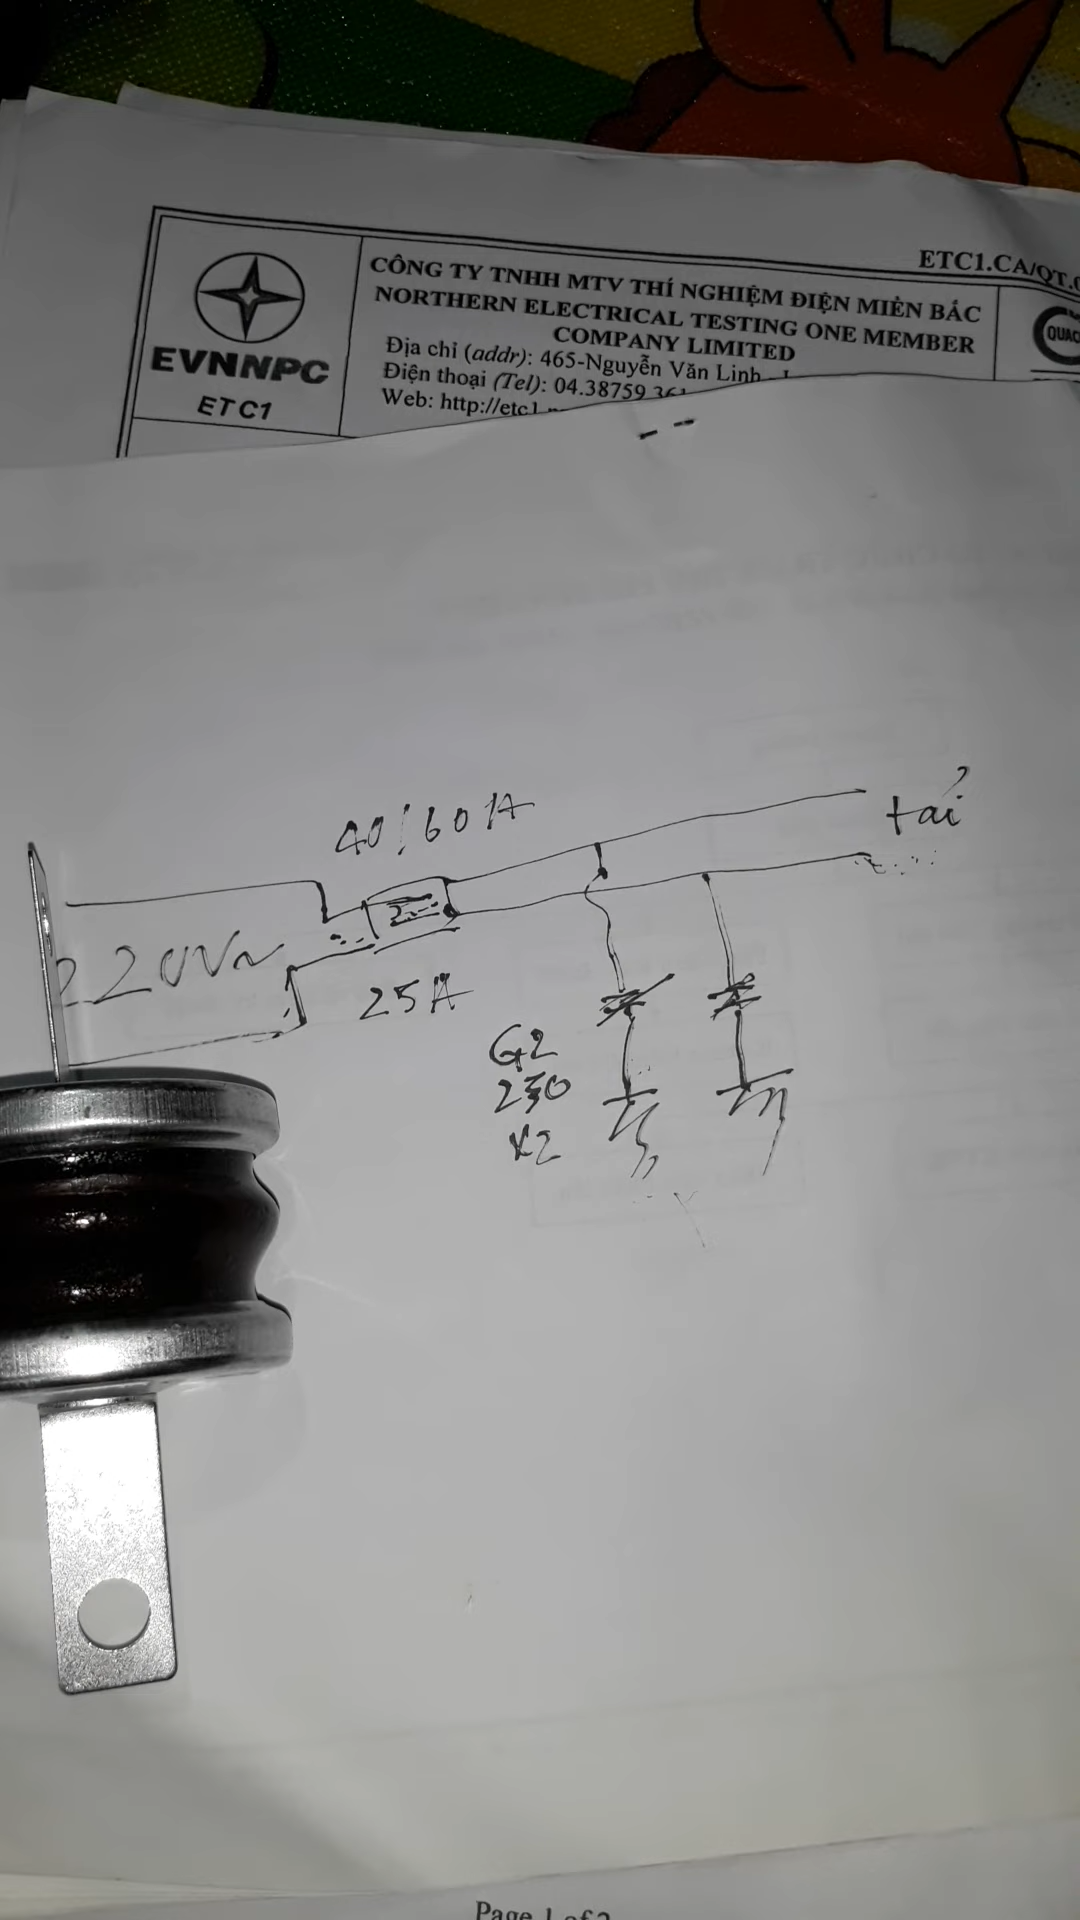 ETC1.CA/QT.
EVNNPC
ETC1
CÔNG TY TNHH MTV THÍ NGHIỆM ĐIỆN MIỀN BẮC
NORTHERN ELECTRICAL TESTING ONE MEMBER
COMPANY LIMITED
Địa chỉ (addr): 465-Nguyễn Văn Linh
Điện thoại (Tel): 04.38759
Web: http://etc1
QUAC
40/60A
tải
220V~
25A
G2
230
x2
Page 1 of 2